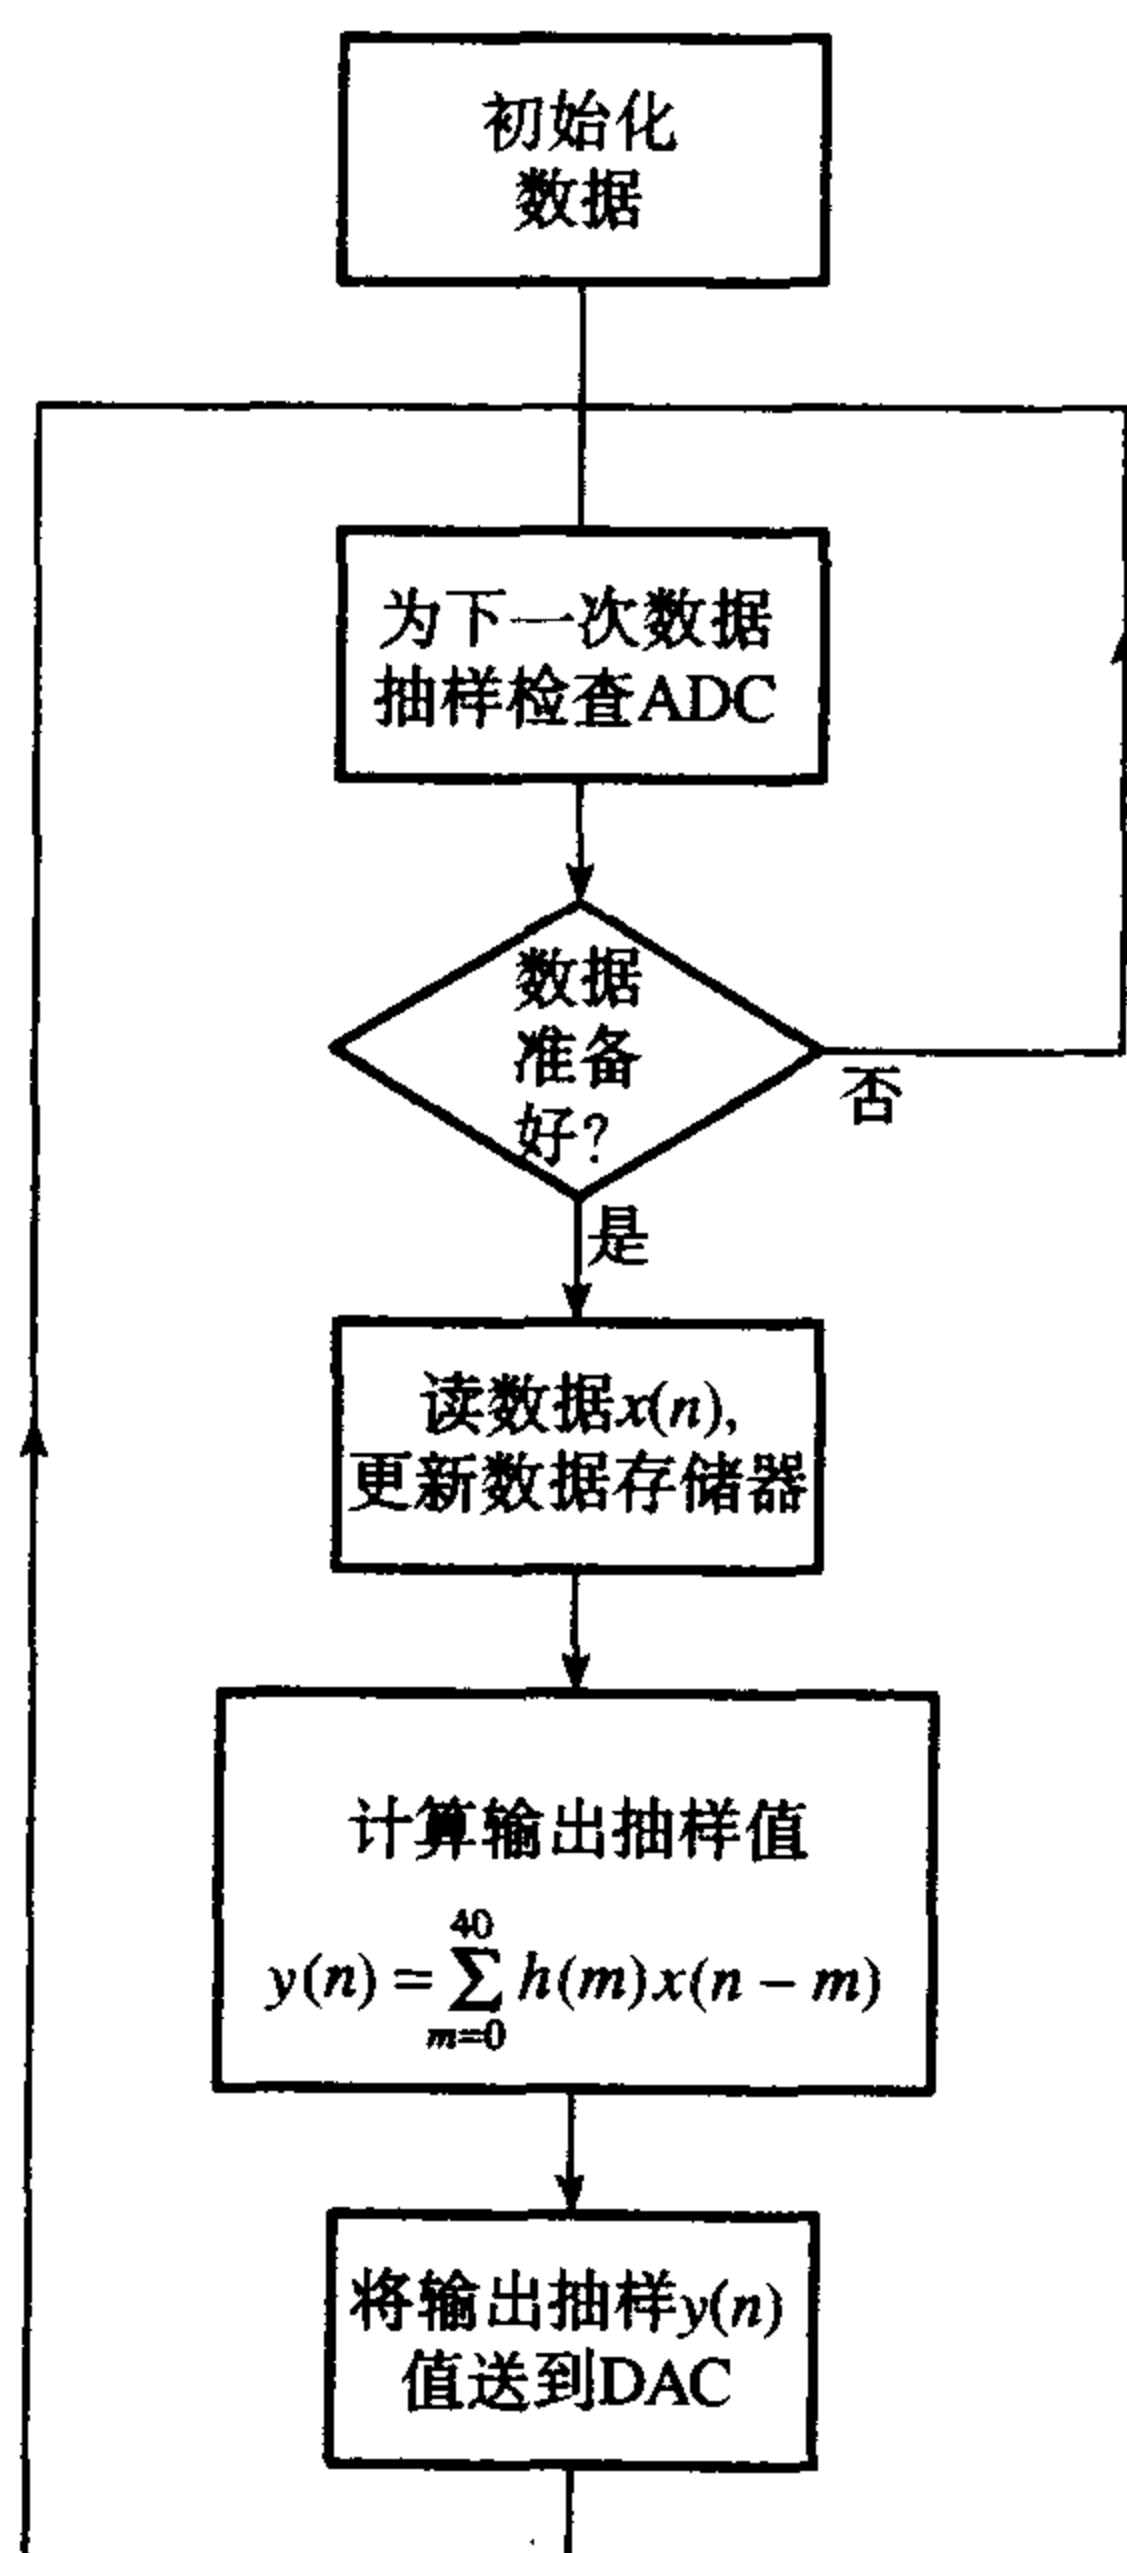 初始化
数据
为下一次数据
抽样检查ADC
数据
准备
好?
否
是
读数据x(n),
更新数据存储器
计算输出抽样值
y(n) = ∑_{m=0}^{40} h(m)x(n − m)
将输出抽样y(n)
值送到DAC